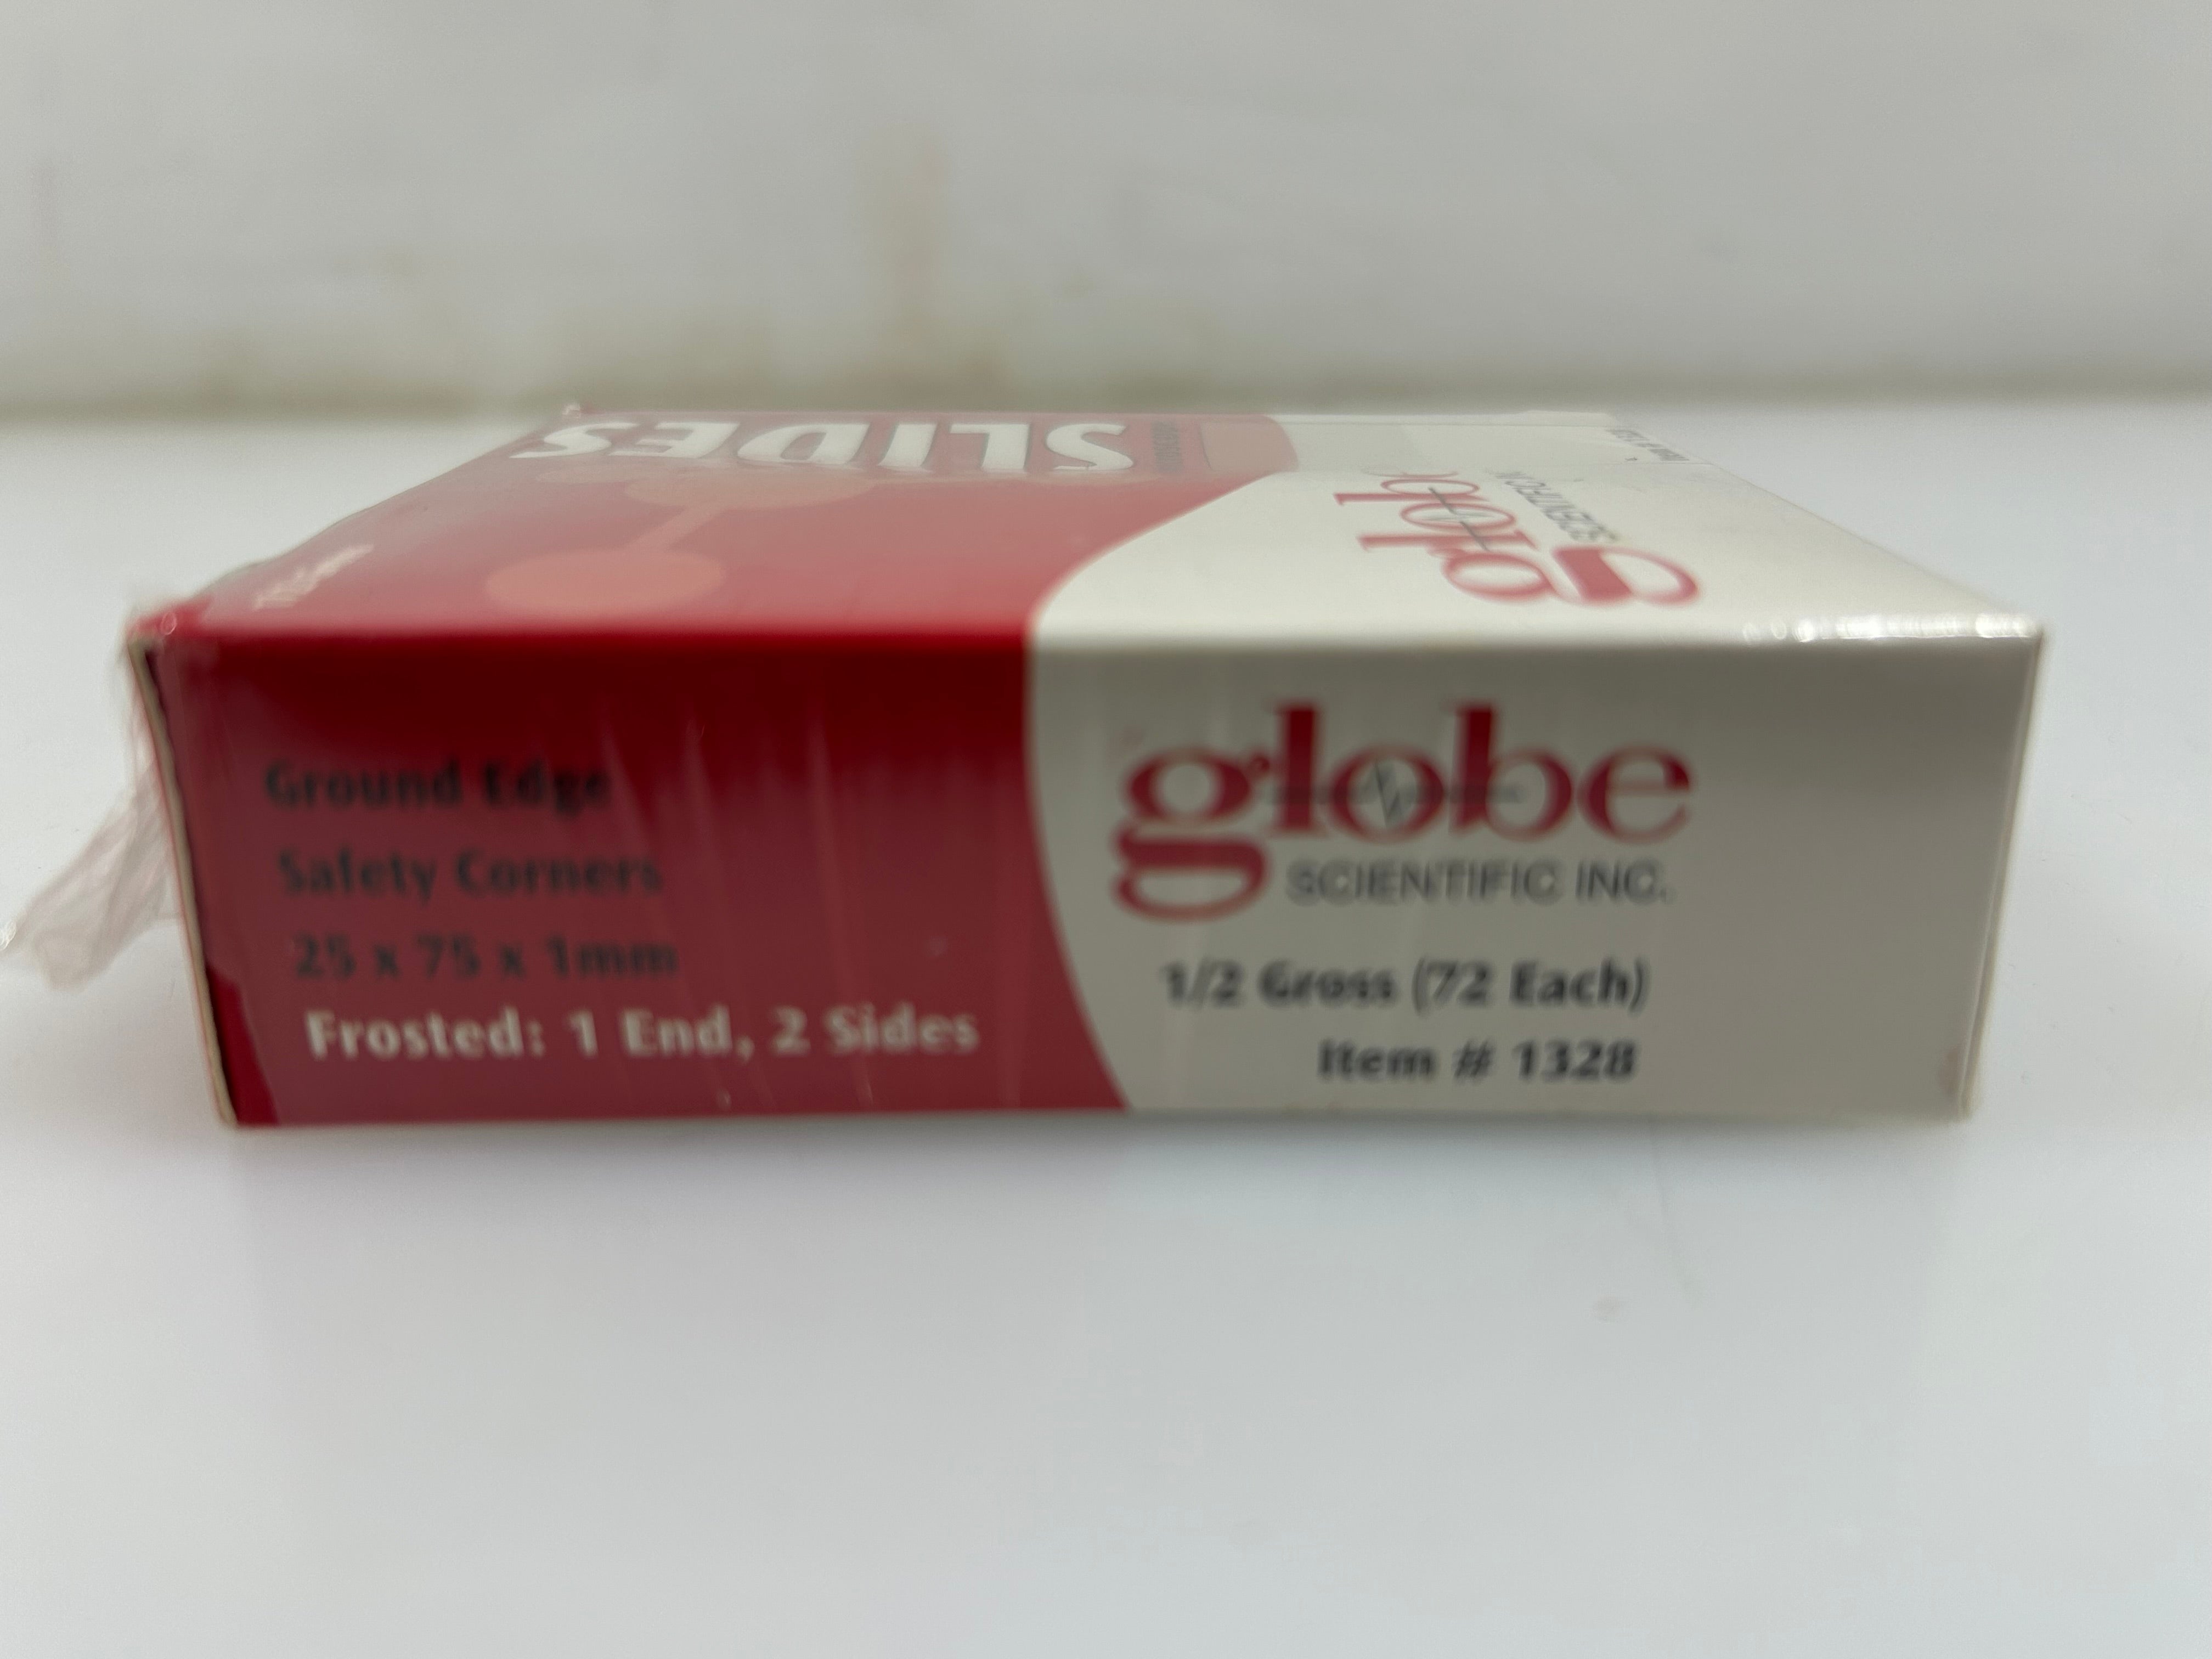 SLIDES
globe
SCIENTIFIC
Ground Edge
Safety Corners
25 x 75 x 1mm
Frosted: 1 End, 2 Sides
globe
SCIENTIFIC INC.
1/2 Gross (72 Each)
Item # 1328